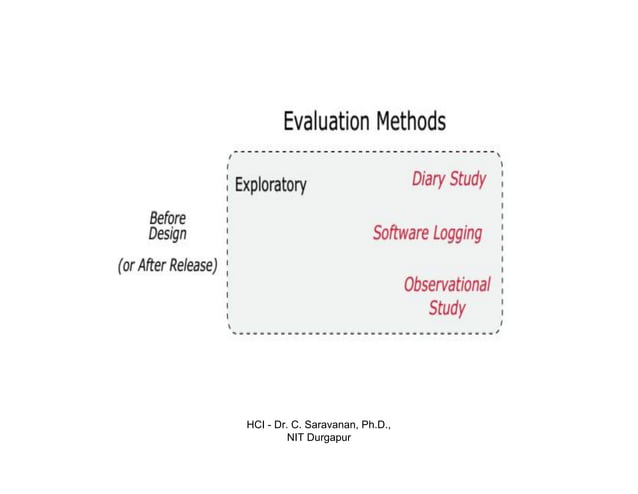 Evaluation Methods
Exploratory
Diary Study
Before
Design
Software Logging
(or After Release)
Observational
Study
HCI - Dr. C. Saravanan, Ph.D.,
NIT Durgapur